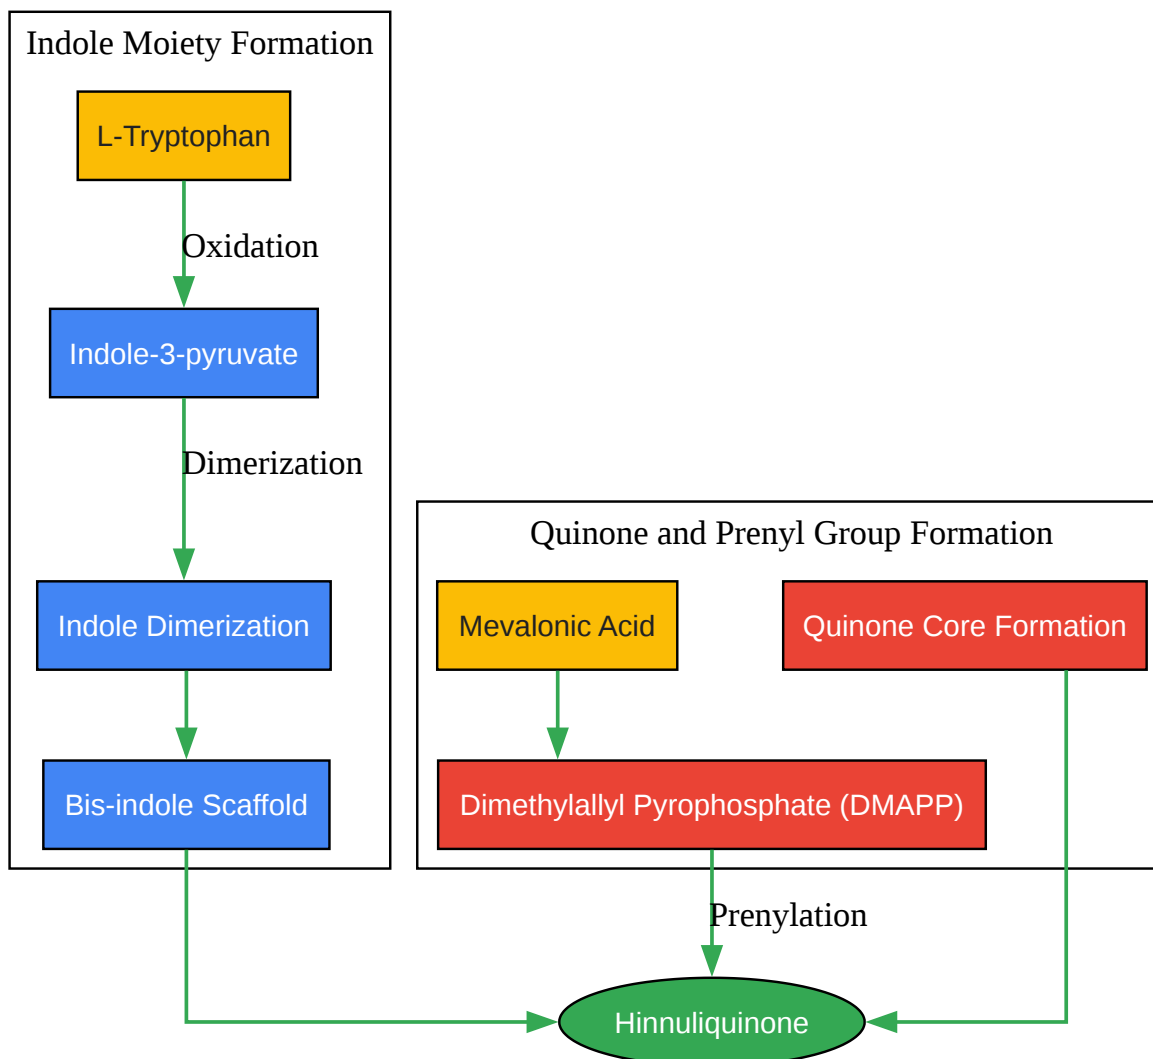 Indole Moiety Formation
L-Tryptophan
Oxidation
Indole-3-pyruvate
Dimerization
Indole Dimerization
Bis-indole Scaffold
Quinone and Prenyl Group Formation
Mevalonic Acid
Quinone Core Formation
Dimethylallyl Pyrophosphate (DMAPP)
Prenylation
Hinnuliquinone